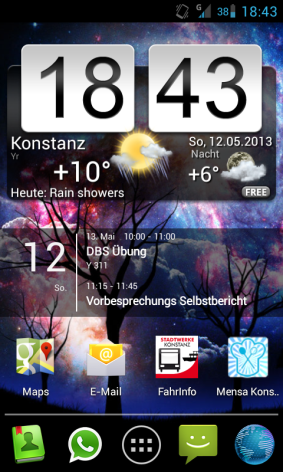 G 38 18:43
18 43
Konstanz
Yr
+10°
Heute: Rain showers
So, 12.05.2013
Nacht
+6°
FREE
12
So.
13. Mai 10:00 - 11:00
DBS Übung
Y 311
11:15 - 11:45
Vorbesprechungs Selbstbericht
STADTWERKE
KONSTANZ
Maps
E-Mail
FahrInfo
Mensa Kons..